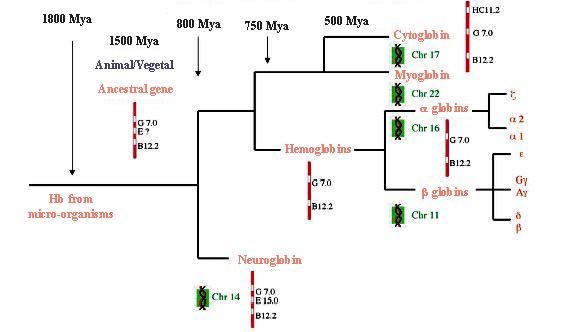 1800 Mya
1500 Mya
800 Mya
750 Mya
500 Mya
Animal/Vegetal
Ancestral gene
G 7.0
E ?
B12.2
Hb from
micro-organisms
Cytoglobin
Chr 17
HC11.2
G 7.0
B12.2
Myoglobin
Chr 22
α globins
Chr 16
ζ
α 2
α 1
G 7.0
B12.2
Hemoglobins
G 7.0
B12.2
β globins
Chr 11
ε
Gγ
Aγ
δ
β
Neuroglobin
Chr 14
G 7.0
E 15.0
B12.2